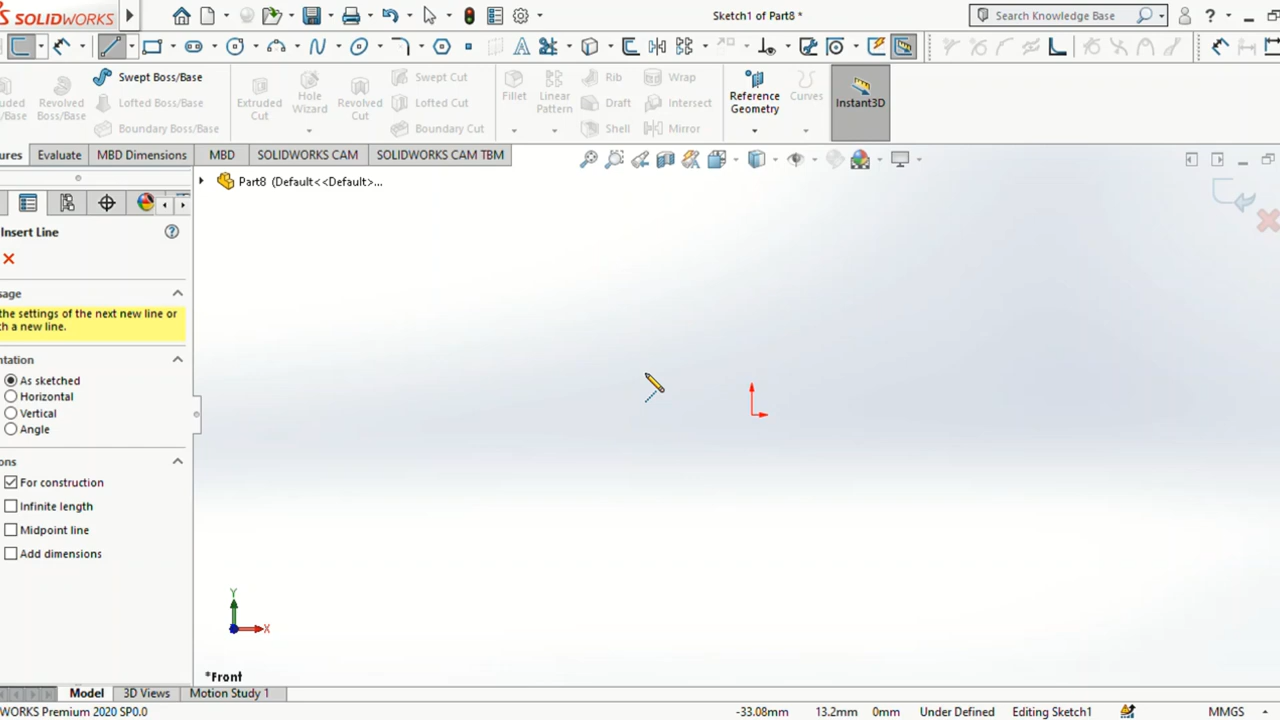 SOLIDWORKS
Sketch1 of Part8 *
Search Knowledge Base
?
uded
ss/Base
Revolved
Boss/Base
Swept Boss/Base
Lofted Boss/Base
Boundary Boss/Base
Extruded
Cut
Hole
Wizard
Revolved
Cut
Swept Cut
Lofted Cut
Boundary Cut
Fillet
Linear
Pattern
Rib
Draft
Shell
Wrap
Intersect
Mirror
Reference
Geometry
Curves
Instant3D
ures
Evaluate
MBD Dimensions
MBD
SOLIDWORKS CAM
SOLIDWORKS CAM TBM
Part8 (Default<<Default>...
Insert Line
?
sage
the settings of the next new line or
ch a new line.
ntation
As sketched
Horizontal
Vertical
Angle
ons
For construction
Infinite length
Midpoint line
Add dimensions
Y
X
*Front
Model
3D Views
Motion Study 1
WORKS Premium 2020 SP0.0
-33.08mm
13.2mm
0mm
Under Defined
Editing Sketch1
MMGS